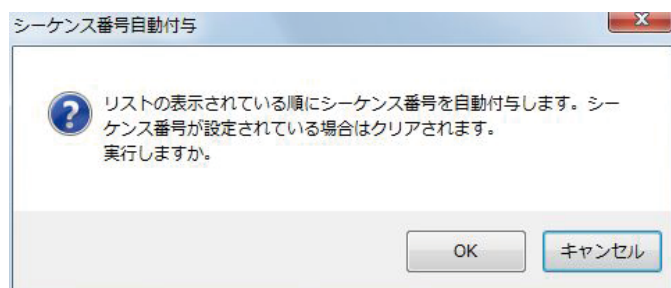 シーケンス番号自動付与
リストの表示されている順にシーケンス番号を自動付与します。シー
ケンス番号が設定されている場合はクリアされます。
実行しますか。
OK
キャンセル